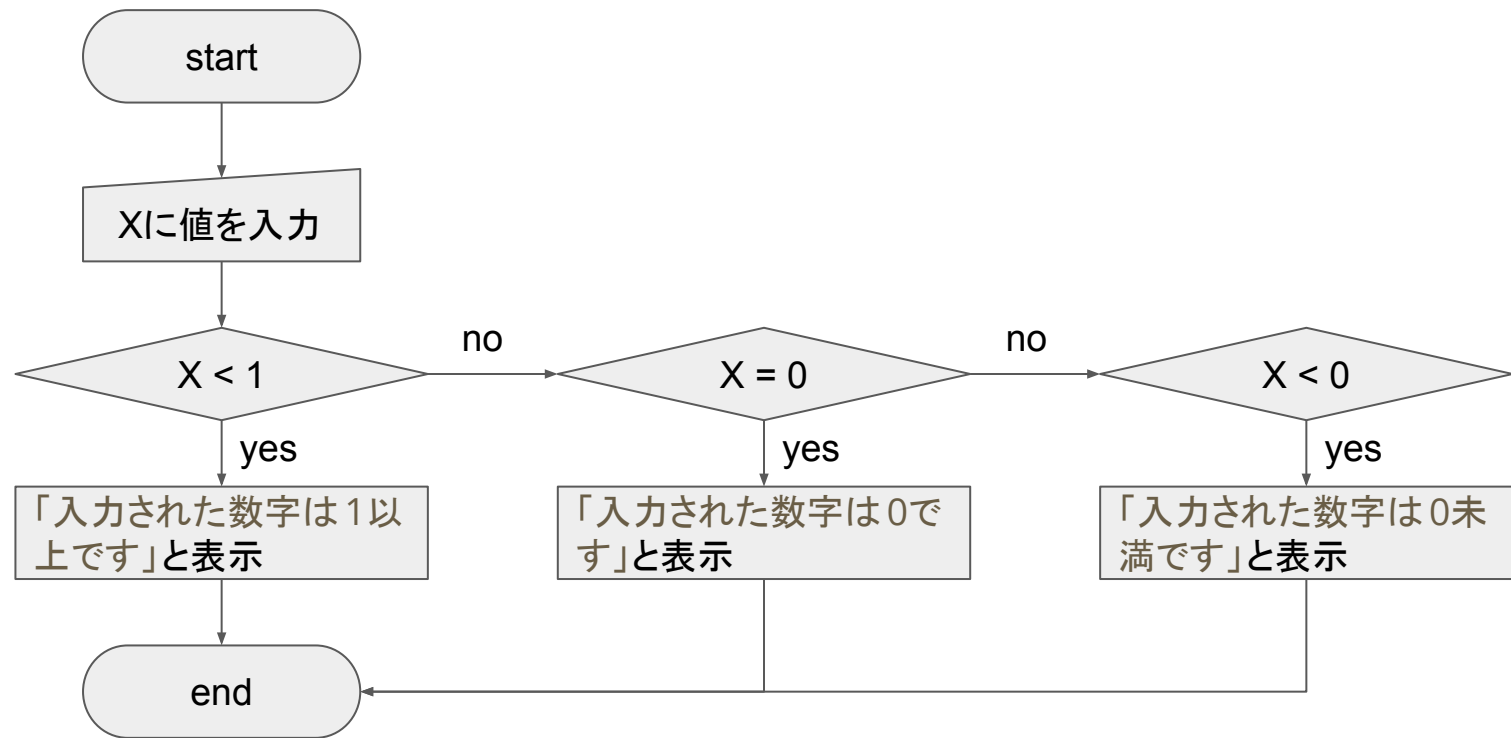 start
Xに値を入力
X < 1
no
X = 0
no
X < 0
yes
yes
yes
「入力された数字は1以
上です」と表示
「入力された数字は0で
す」と表示
「入力された数字は0未
満です」と表示
end